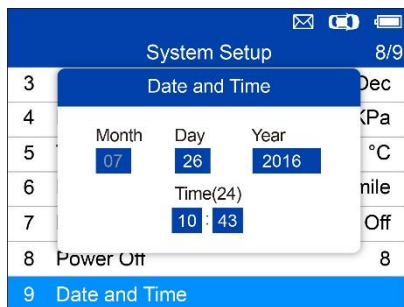 System Setup 8/9
3 Dec
Date and Time
4 KPa
Month Day Year
07 26 2016
5 °C
6 mile
Time(24)
7 Off
10 : 43
8 Power Off 8
9 Date and Time